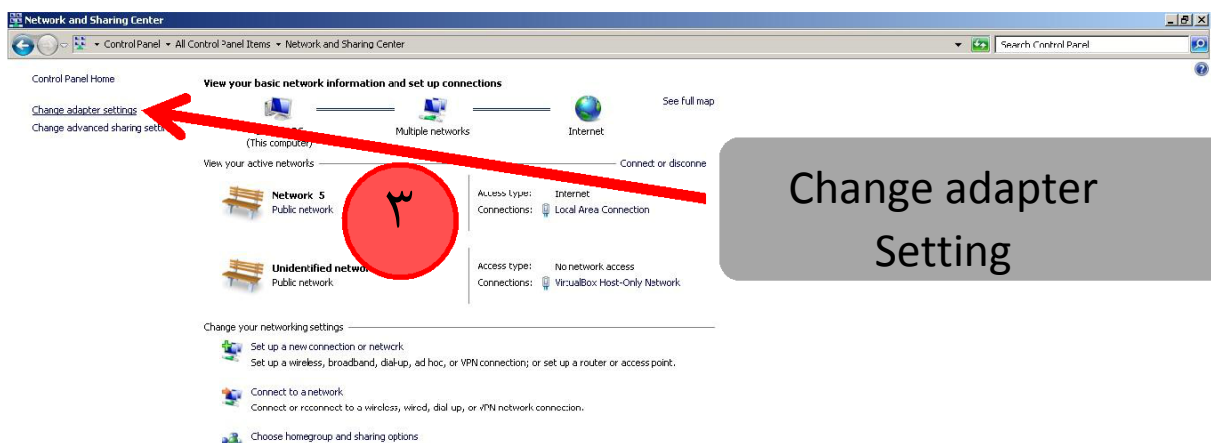 Network and Sharing Center
Control Panel All Control Panel Items Network and Sharing Center
Search Control Panel
Control Panel Home
Change adapter settings
Change advanced sharing setti
View your basic network information and set up connections
See full map
(This computer)
Multiple networks
Internet
View your active networks
Connect or disconne
Network 5
Public network
Access type: Internet
Connections: Local Area Connection
٣
Unidentified netwo
Public network
Access type: No network access
Connections: VirtualBox Host-Only Network
Change your networking settings
Set up a new connection or network
Set up a wireless, broadband, dial-up, ad hoc, or VPN connection; or set up a router or access point.
Connect to a network
Connect or reconnect to a wireless, wired, dial-up, or VPN network connection.
Choose homegroup and sharing options
Change adapter
Setting